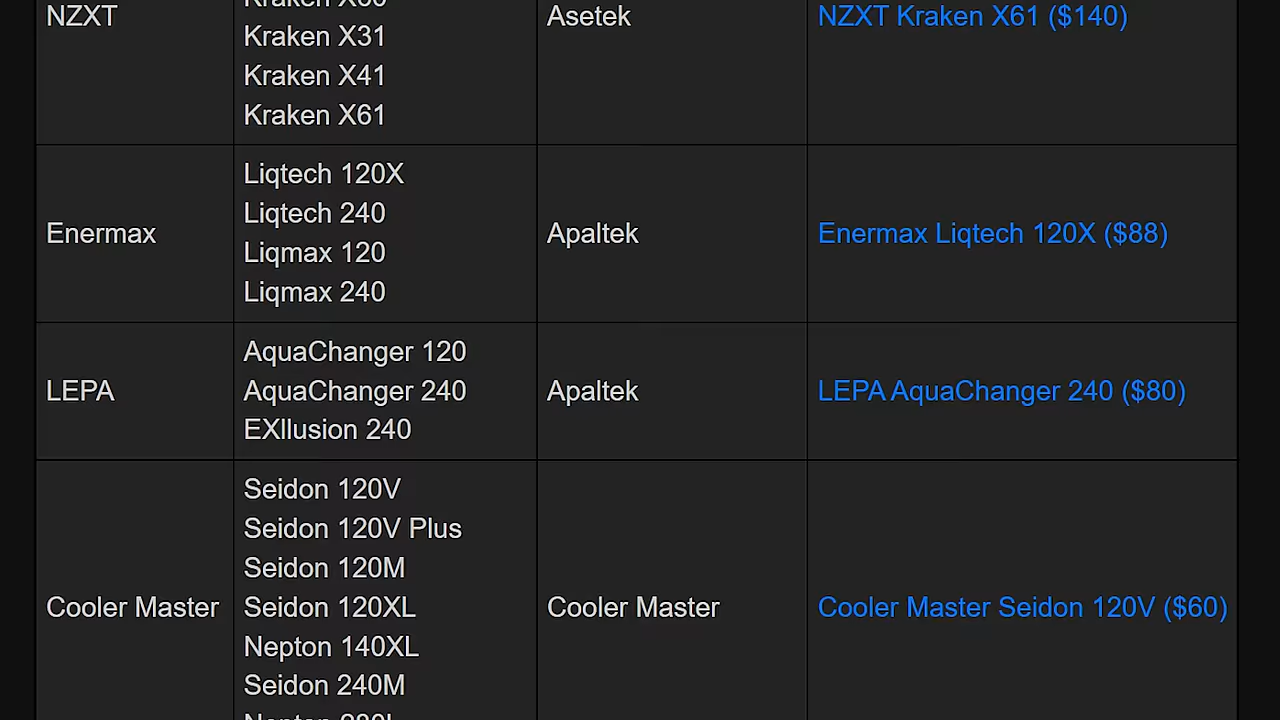 NZXT
Kraken X60
Kraken X31
Kraken X41
Kraken X61
Asetek
NZXT Kraken X61 ($140)
Enermax
Liqtech 120X
Liqtech 240
Liqmax 120
Liqmax 240
Apaltek
Enermax Liqtech 120X ($88)
LEPA
AquaChanger 120
AquaChanger 240
EXllusion 240
Apaltek
LEPA AquaChanger 240 ($80)
Cooler Master
Seidon 120V
Seidon 120V Plus
Seidon 120M
Seidon 120XL
Nepton 140XL
Seidon 240M
Cooler Master
Cooler Master Seidon 120V ($60)